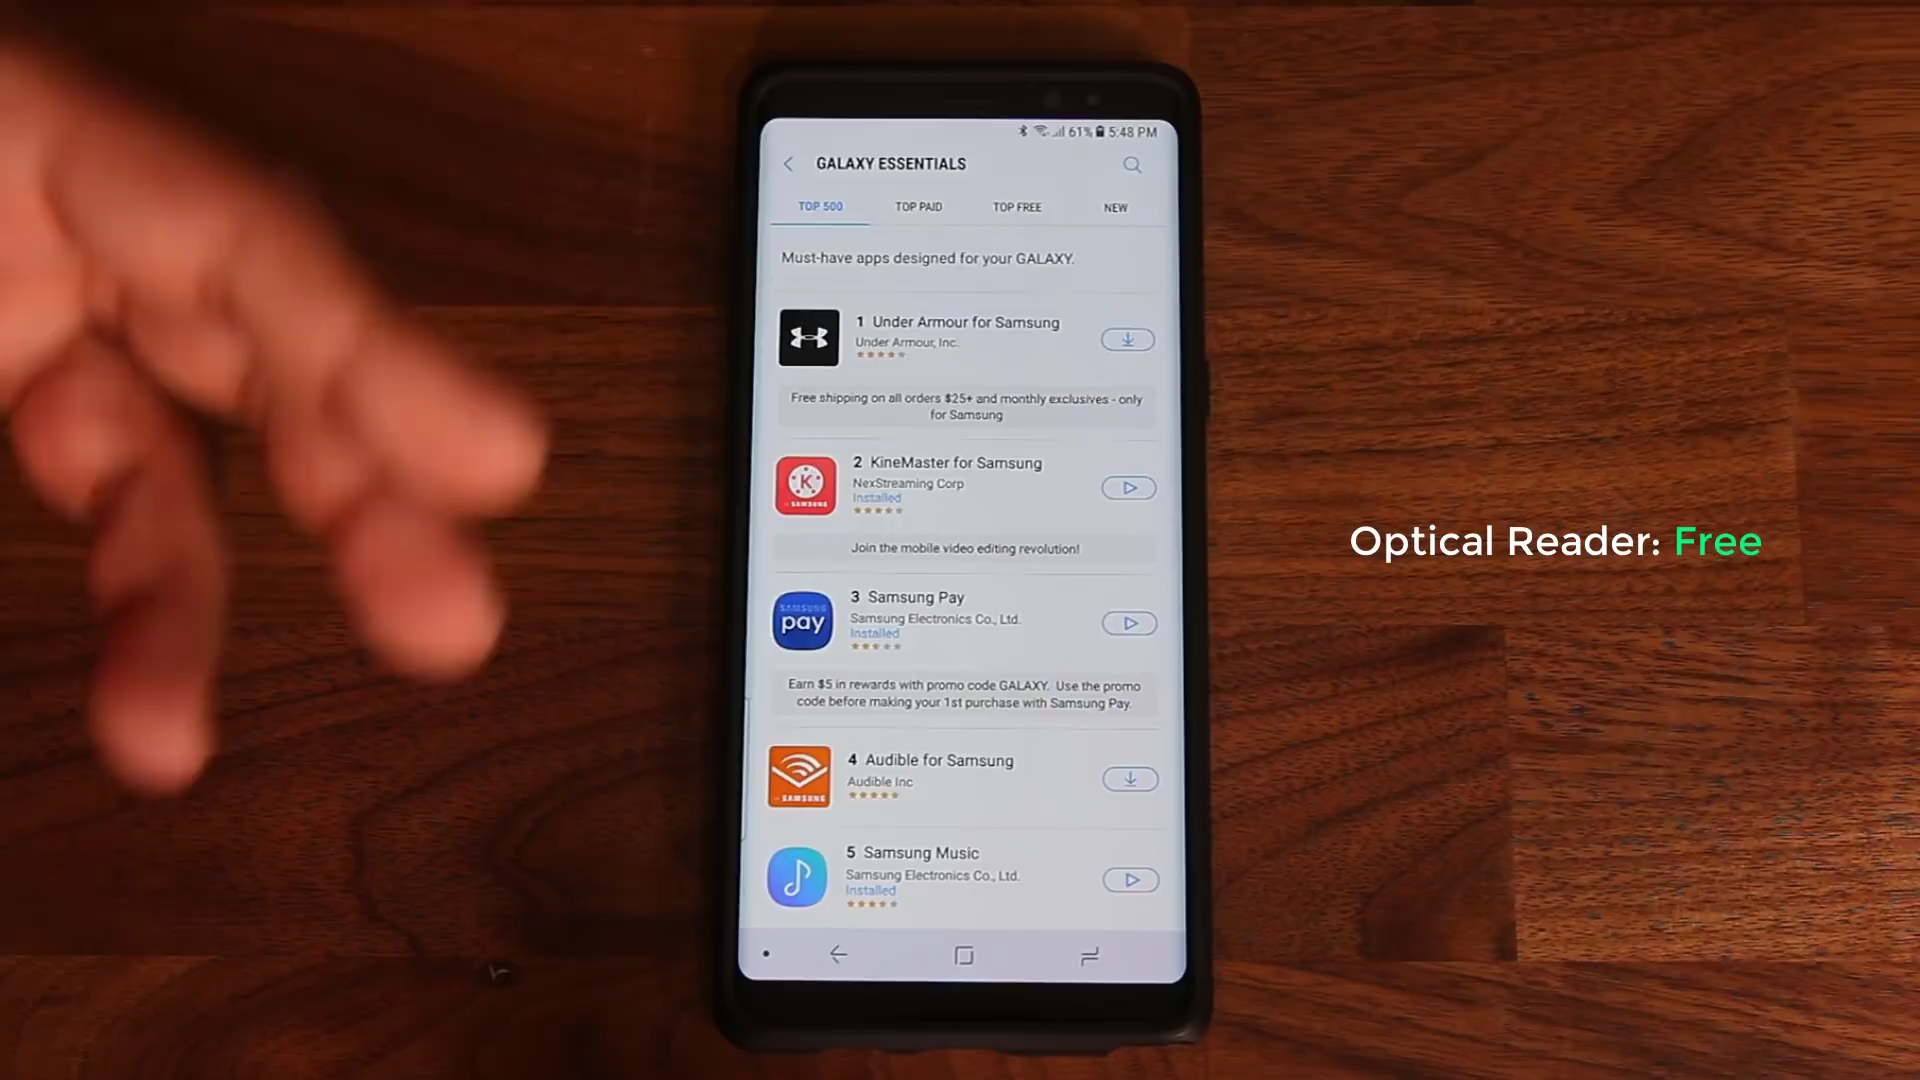 61% 5:48 PM
GALAXY ESSENTIALS
TOP 500 TOP PAID TOP FREE NEW
Must-have apps designed for your GALAXY.
1 Under Armour for Samsung
Under Armour, Inc.
Free shipping on all orders $25+ and monthly exclusives - only
for Samsung
2 KineMaster for Samsung
K
SAMSUNG
NexStreaming Corp
Installed
Join the mobile video editing revolution!
3 Samsung Pay
SAMSUNG
pay
Samsung Electronics Co., Ltd.
Installed
Earn $5 in rewards with promo code GALAXY. Use the promo
code before making your 1st purchase with Samsung Pay.
4 Audible for Samsung
Audible Inc
SAMSUNG
5 Samsung Music
Samsung Electronics Co., Ltd.
Installed
Optical Reader: Free